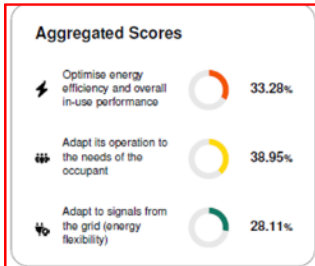 Aggregated Scores
Optimise energy
efficiency and overall
in-use performance
33.28%
Adapt its operation to
the needs of the
occupant
38.95%
Adapt to signals from
the grid (energy
flexibility)
28.11%